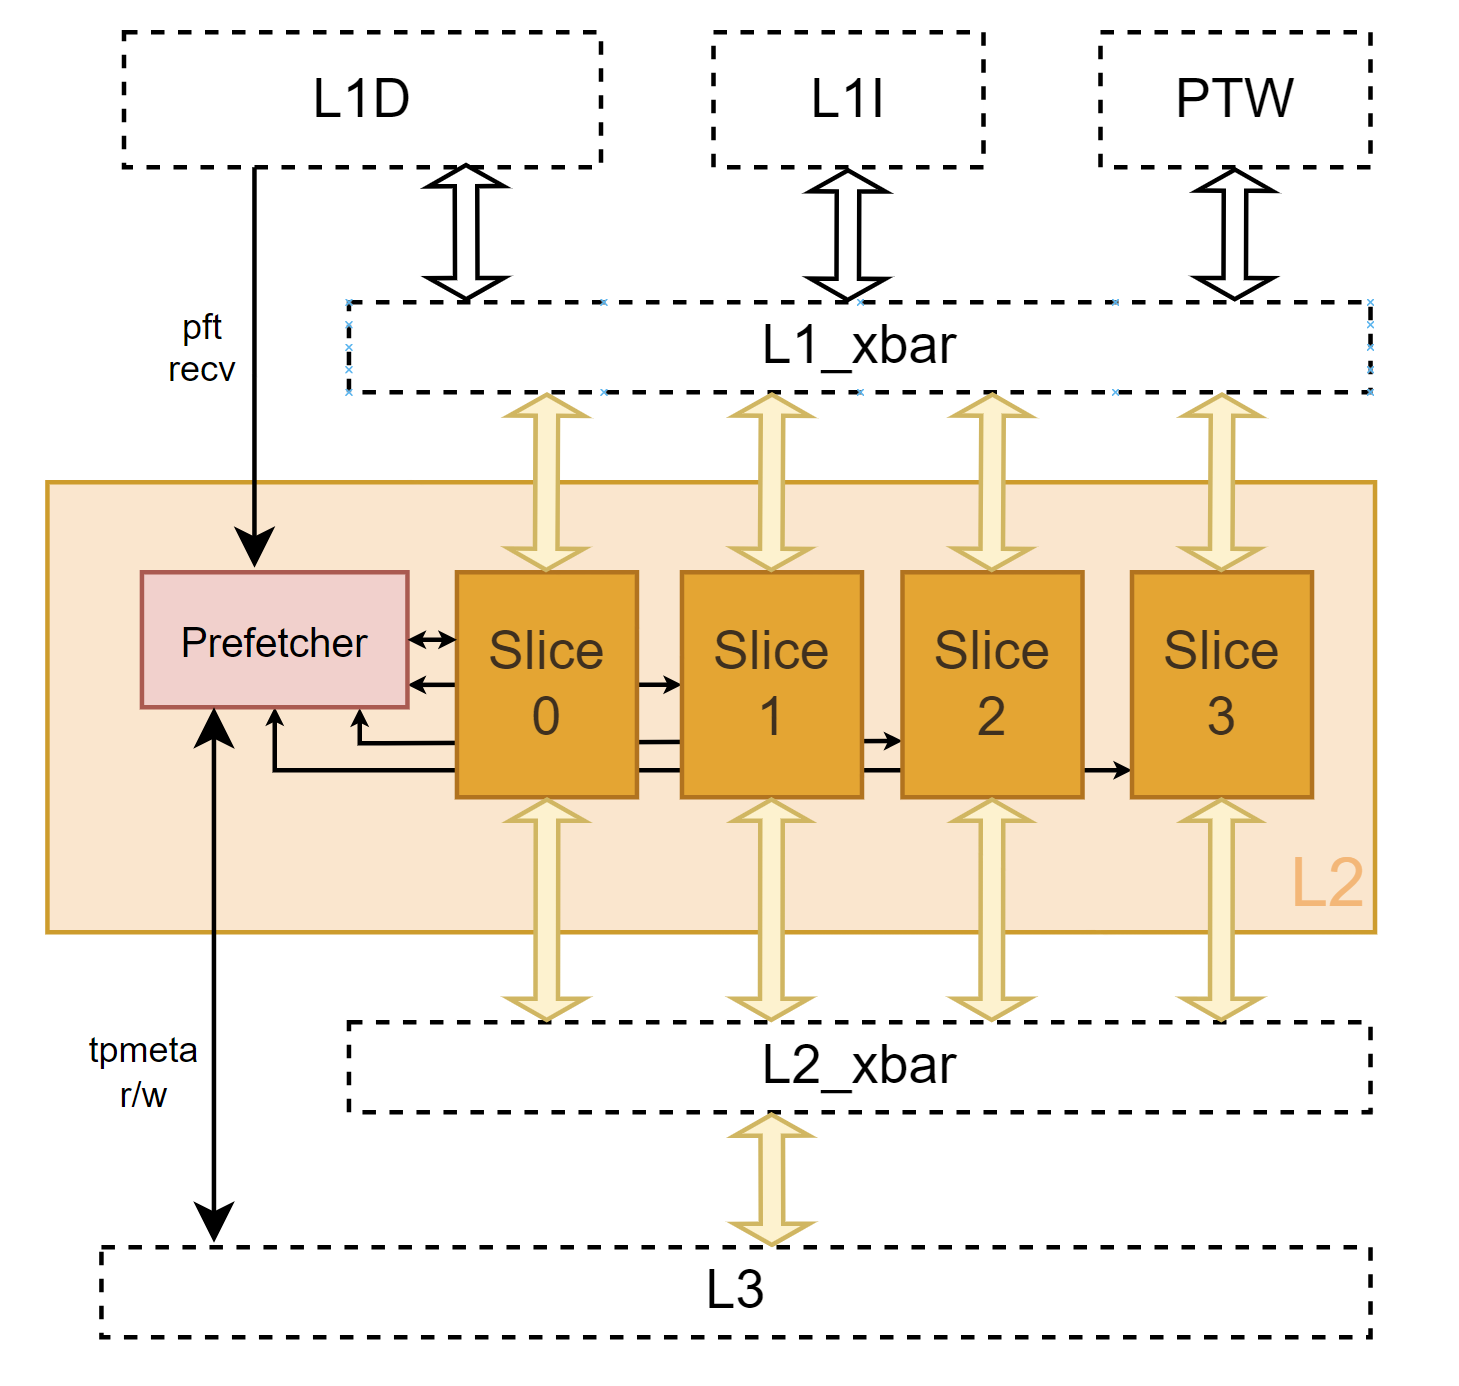 L1D
L1I
PTW
pft
recv
L1_xbar
Prefetcher
Slice
0
Slice
1
Slice
2
Slice
3
L2
tpmeta
r/w
L2_xbar
L3